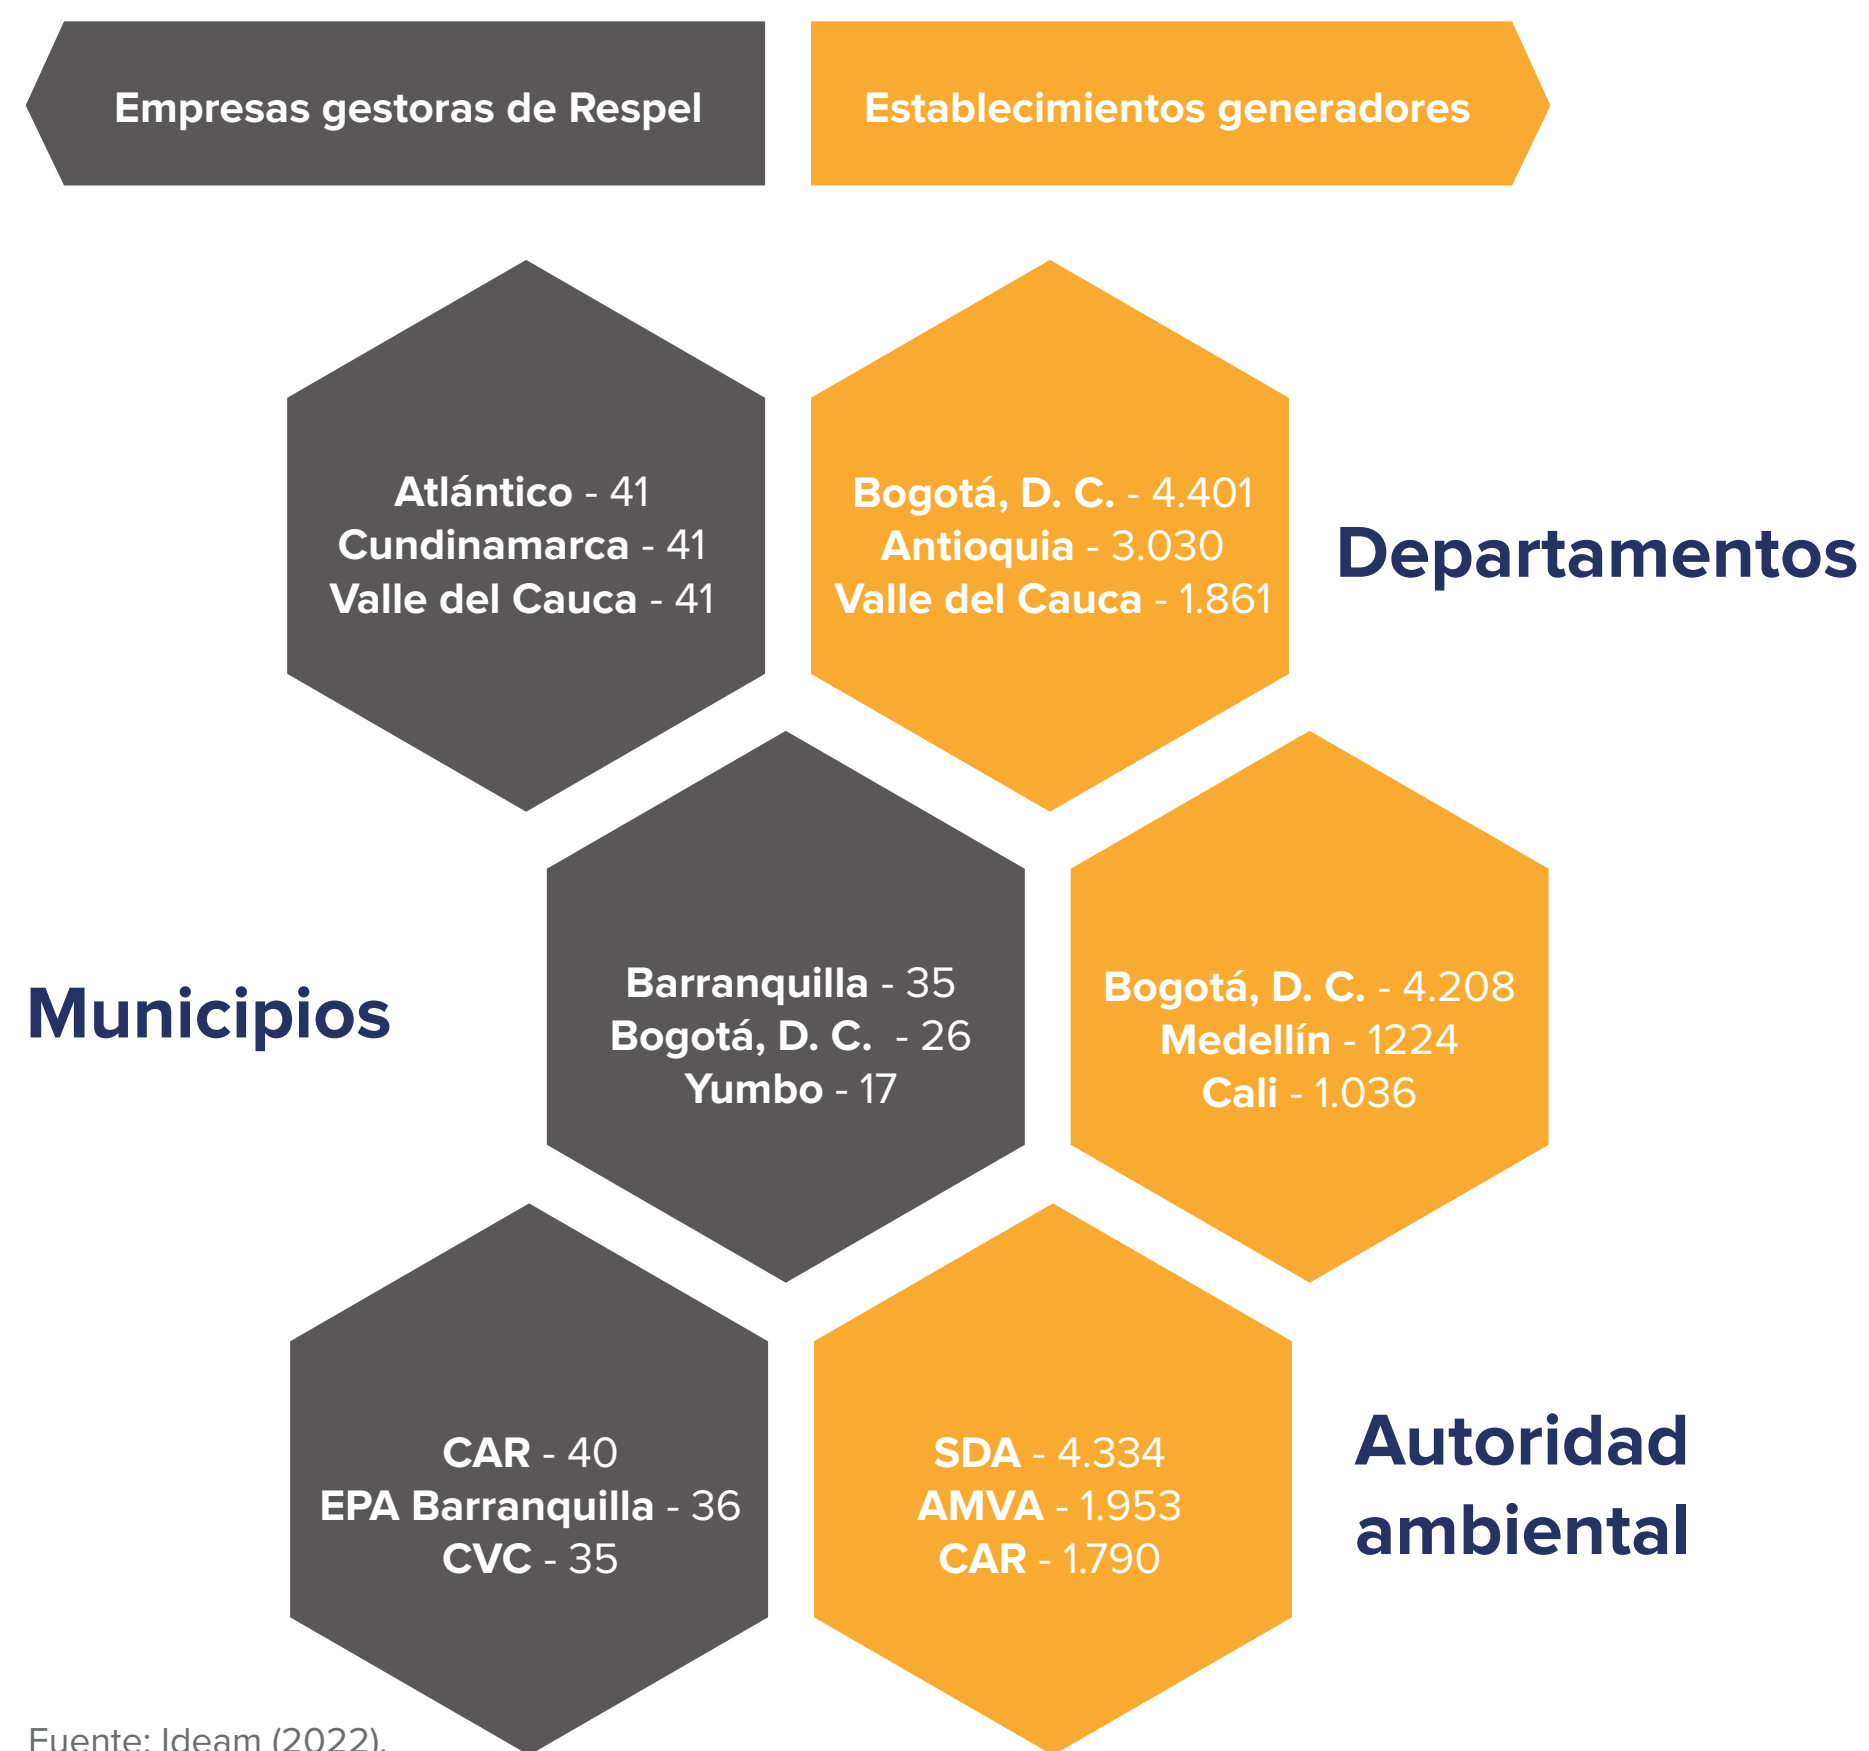 Empresas gestoras de Respel
Establecimientos generadores
Atlántico - 41
Cundinamarca - 41
Valle del Cauca - 41
Bogotá, D. C. - 4.401
Antioquia - 3.030
Valle del Cauca - 1.861
Departamentos
Municipios
Barranquilla - 35
Bogotá, D. C. - 26
Yumbo - 17
Bogotá, D. C. - 4.208
Medellín - 1224
Cali - 1.036
CAR - 40
EPA Barranquilla - 36
CVC - 35
SDA - 4.334
AMVA - 1.953
CAR - 1.790
Autoridad
ambiental
Fuente: Ideam (2022).